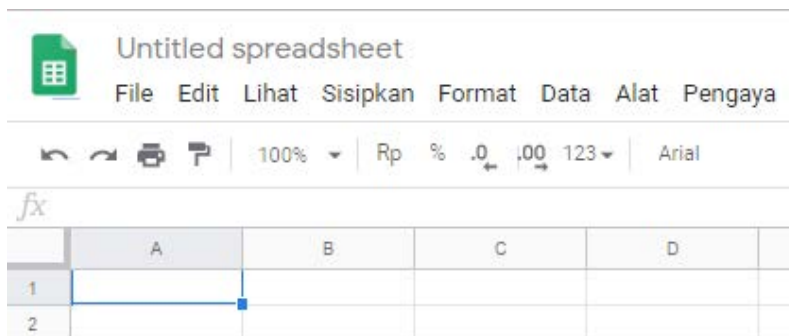 Untitled spreadsheet
File Edit Lihat Sisipkan Format Data Alat Pengaya
100% Rp % .0 .00 123 Arial
fx
A B C D
1
2